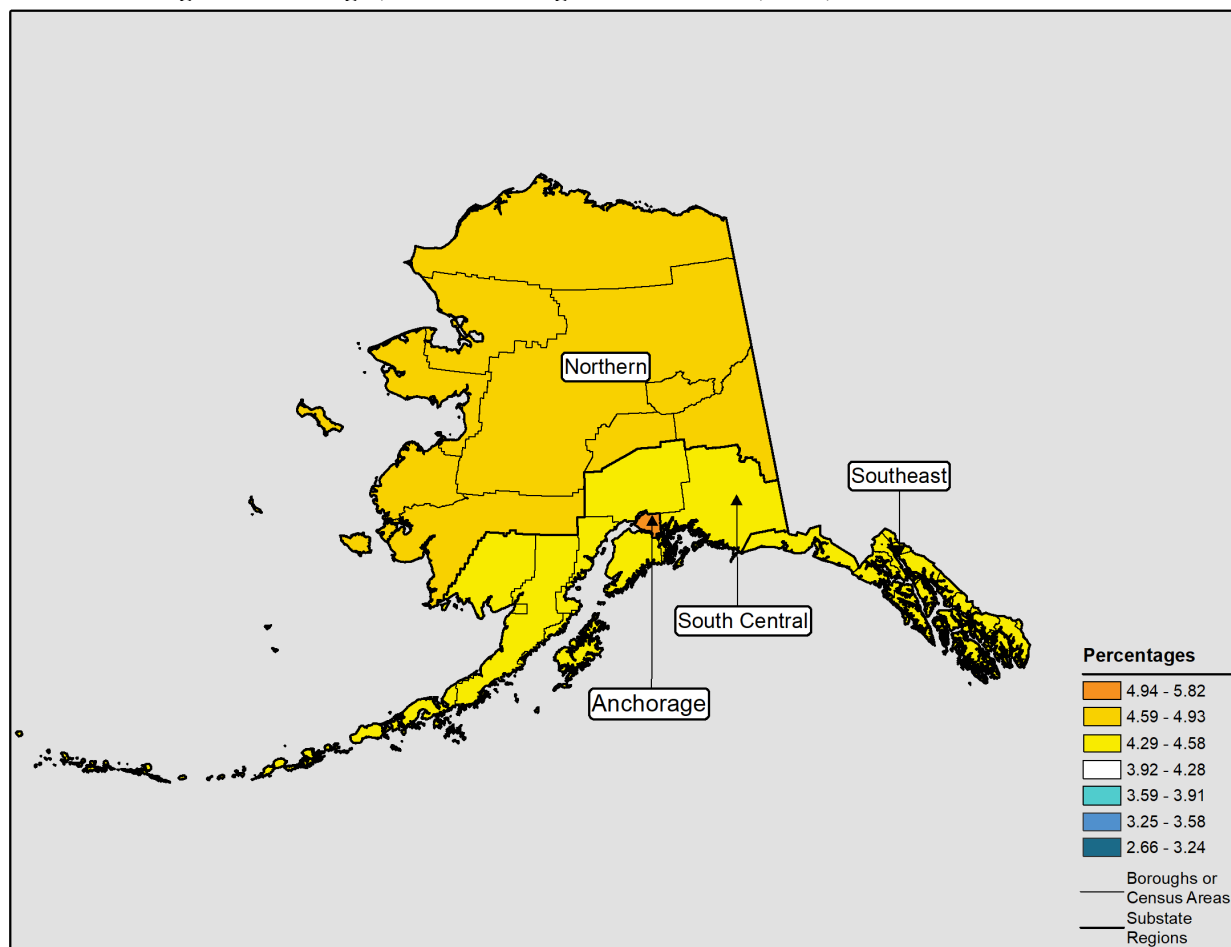 Northern
Southeast
South Central
Anchorage
Percentages
4.94 - 5.82
4.59 - 4.93
4.29 - 4.58
3.92 - 4.28
3.59 - 3.91
3.25 - 3.58
2.66 - 3.24
Boroughs or
Census Areas
Substate
Regions